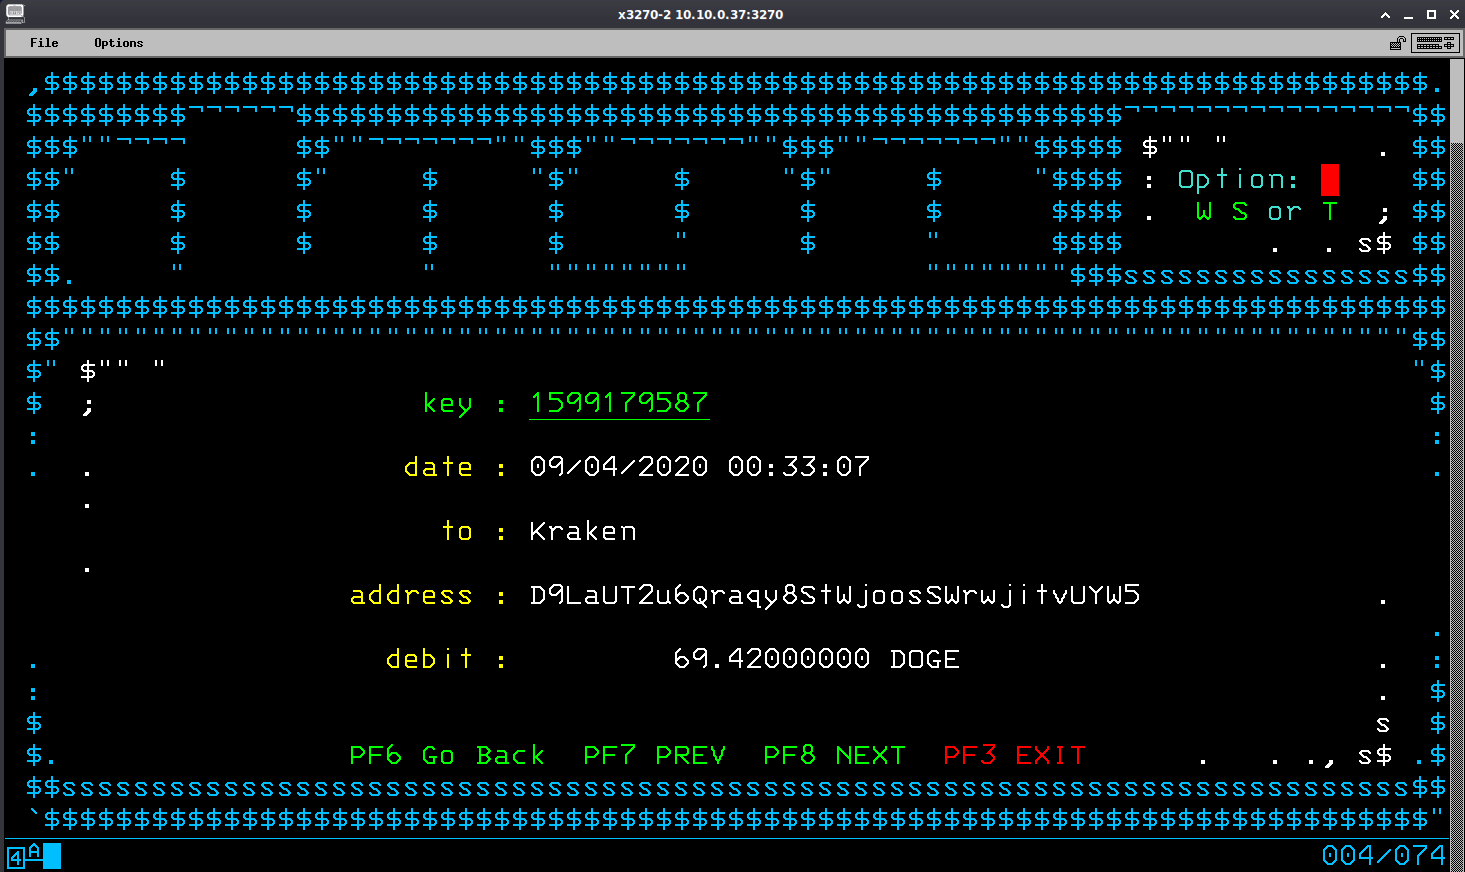 x3270-2 10.10.0.37:3270
File Options
Option:
W S or T
key : 1599179587
date : 09/04/2020 00:33:07
to : Kraken
address : D9LaUT2u6Qraqy8StWjoosSWrwjitvUYW5
debit : 69.42000000 DOGE
PF6 Go Back PF7 PREV PF8 NEXT PF3 EXIT
4A 004/074